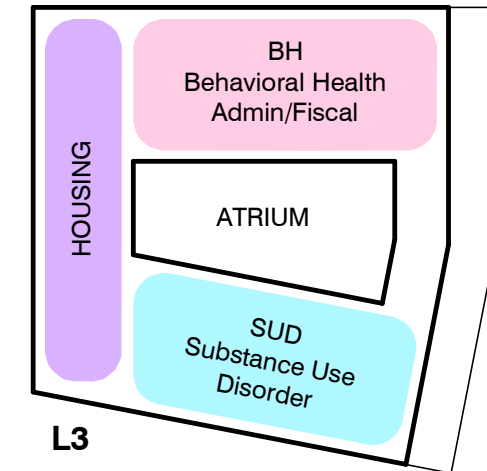 BH
Behavioral Health
Admin/Fiscal
HOUSING
ATRIUM
SUD
Substance Use
Disorder
L3